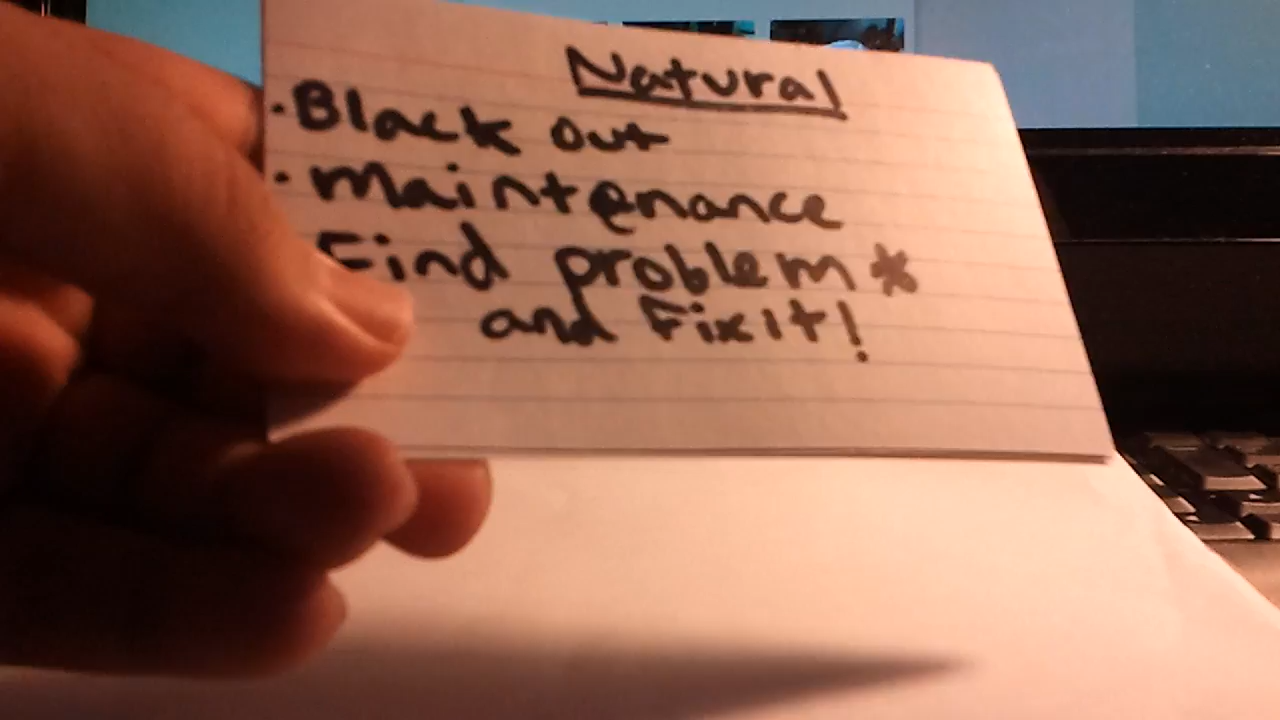 Natural
· Black Out
· maintenance
Find problem *
and Fix It!